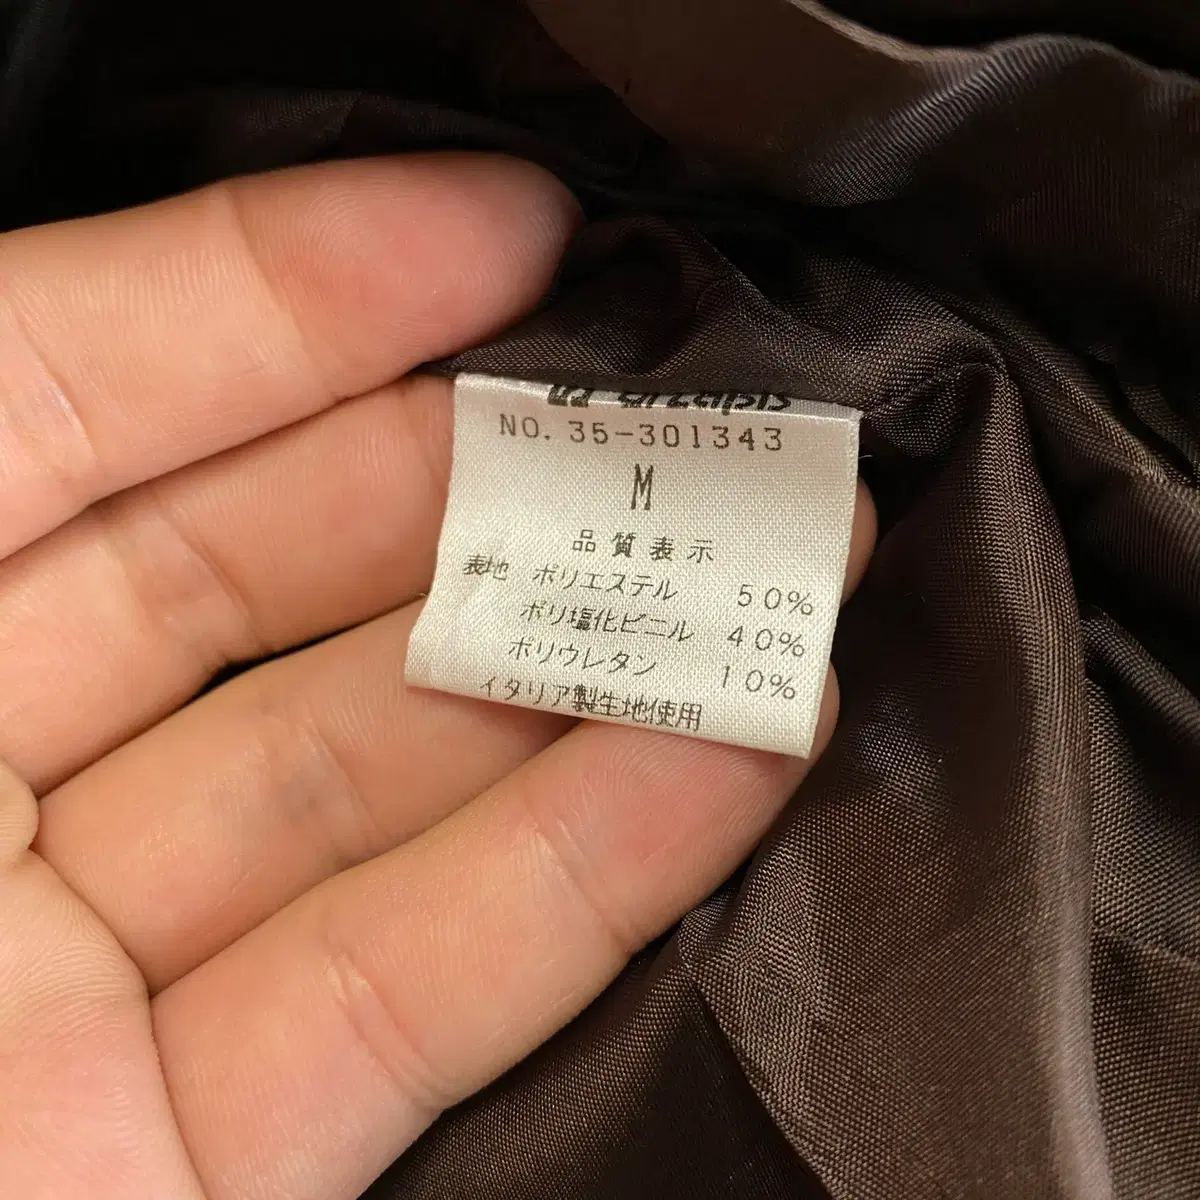 NO. 35-301343
M
品質表示
表地 ポリエステル 50%
ポリ塩化ビニル 40%
ポリウレタン 10%
イタリア製生地使用